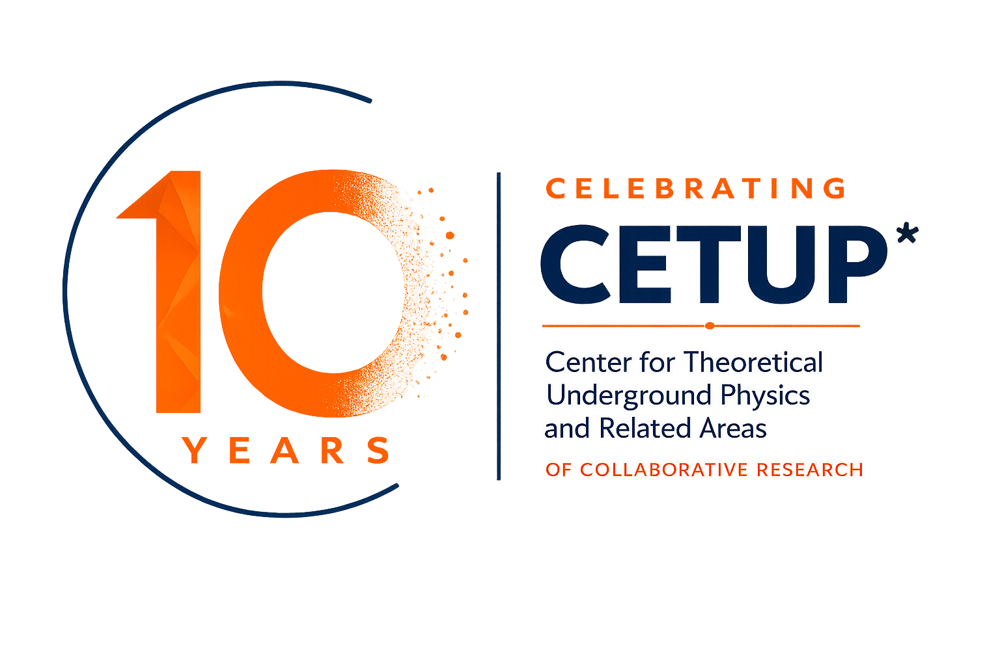 10
YEARS
CELEBRATING
CETUP*
Center for Theoretical
Underground Physics
and Related Areas
OF COLLABORATIVE RESEARCH